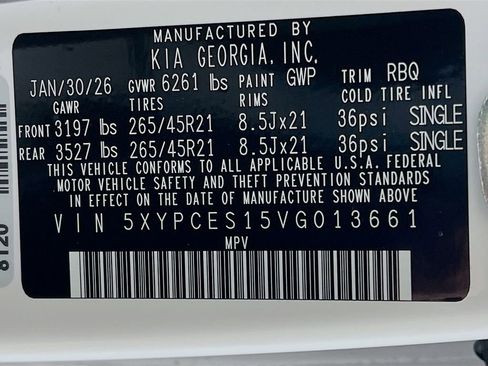 MANUFACTURED BY
KIA GEORGIA, INC.
JAN/30/26 GVWR 6261 lbs PAINT GWP TRIM RBQ
GAWR TIRES RIMS COLD TIRE INFL
FRONT 3197 lbs 265/45R21 8.5Jx21 36psi SINGLE
REAR 3527 lbs 265/45R21 8.5Jx21 36psi SINGLE
THIS VEHICLE CONFORMS TO ALL APPLICABLE U.S.A. FEDERAL
MOTOR VEHICLE SAFETY AND THEFT PREVENTION STANDARDS
IN EFFECT ON THE DATE OF MANUFACTURE SHOWN ABOVE.
VIN 5XYPCES15VG013661
MPV
8120